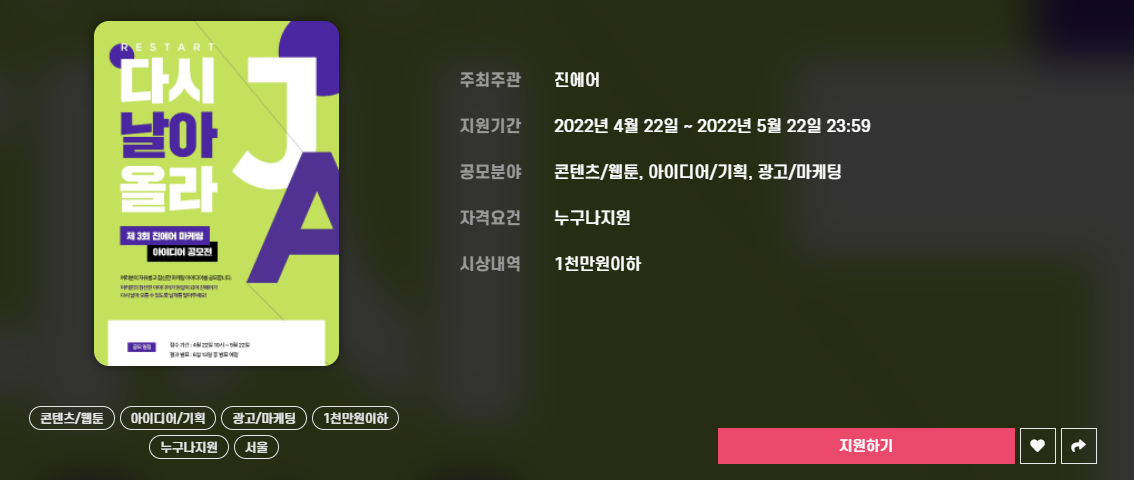 RESTART
다시
날아
올라
JA
제 3회 진에어 마케팅
아이디어 공모전
공모 일정
접수 기간 : 4월 22일 10시 ~ 5월 22일
주최주관 진에어
지원기간 2022년 4월 22일 ~ 2022년 5월 22일 23:59
공모분야 콘텐츠/웹툰, 아이디어/기획, 광고/마케팅
자격요건 누구나지원
시상내역 1천만원이하
콘텐츠/웹툰 아이디어/기획 광고/마케팅 1천만원이하
누구나지원 서울
지원하기